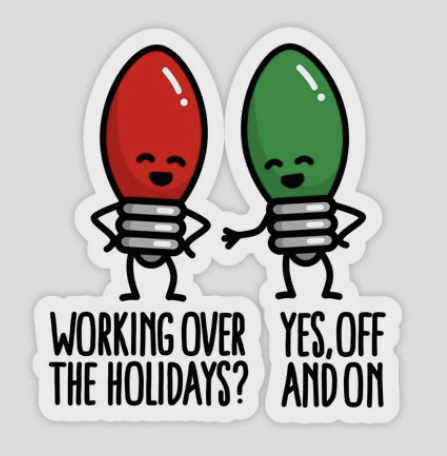 WORKING OVER
THE HOLIDAYS?
YES, OFF
AND ON